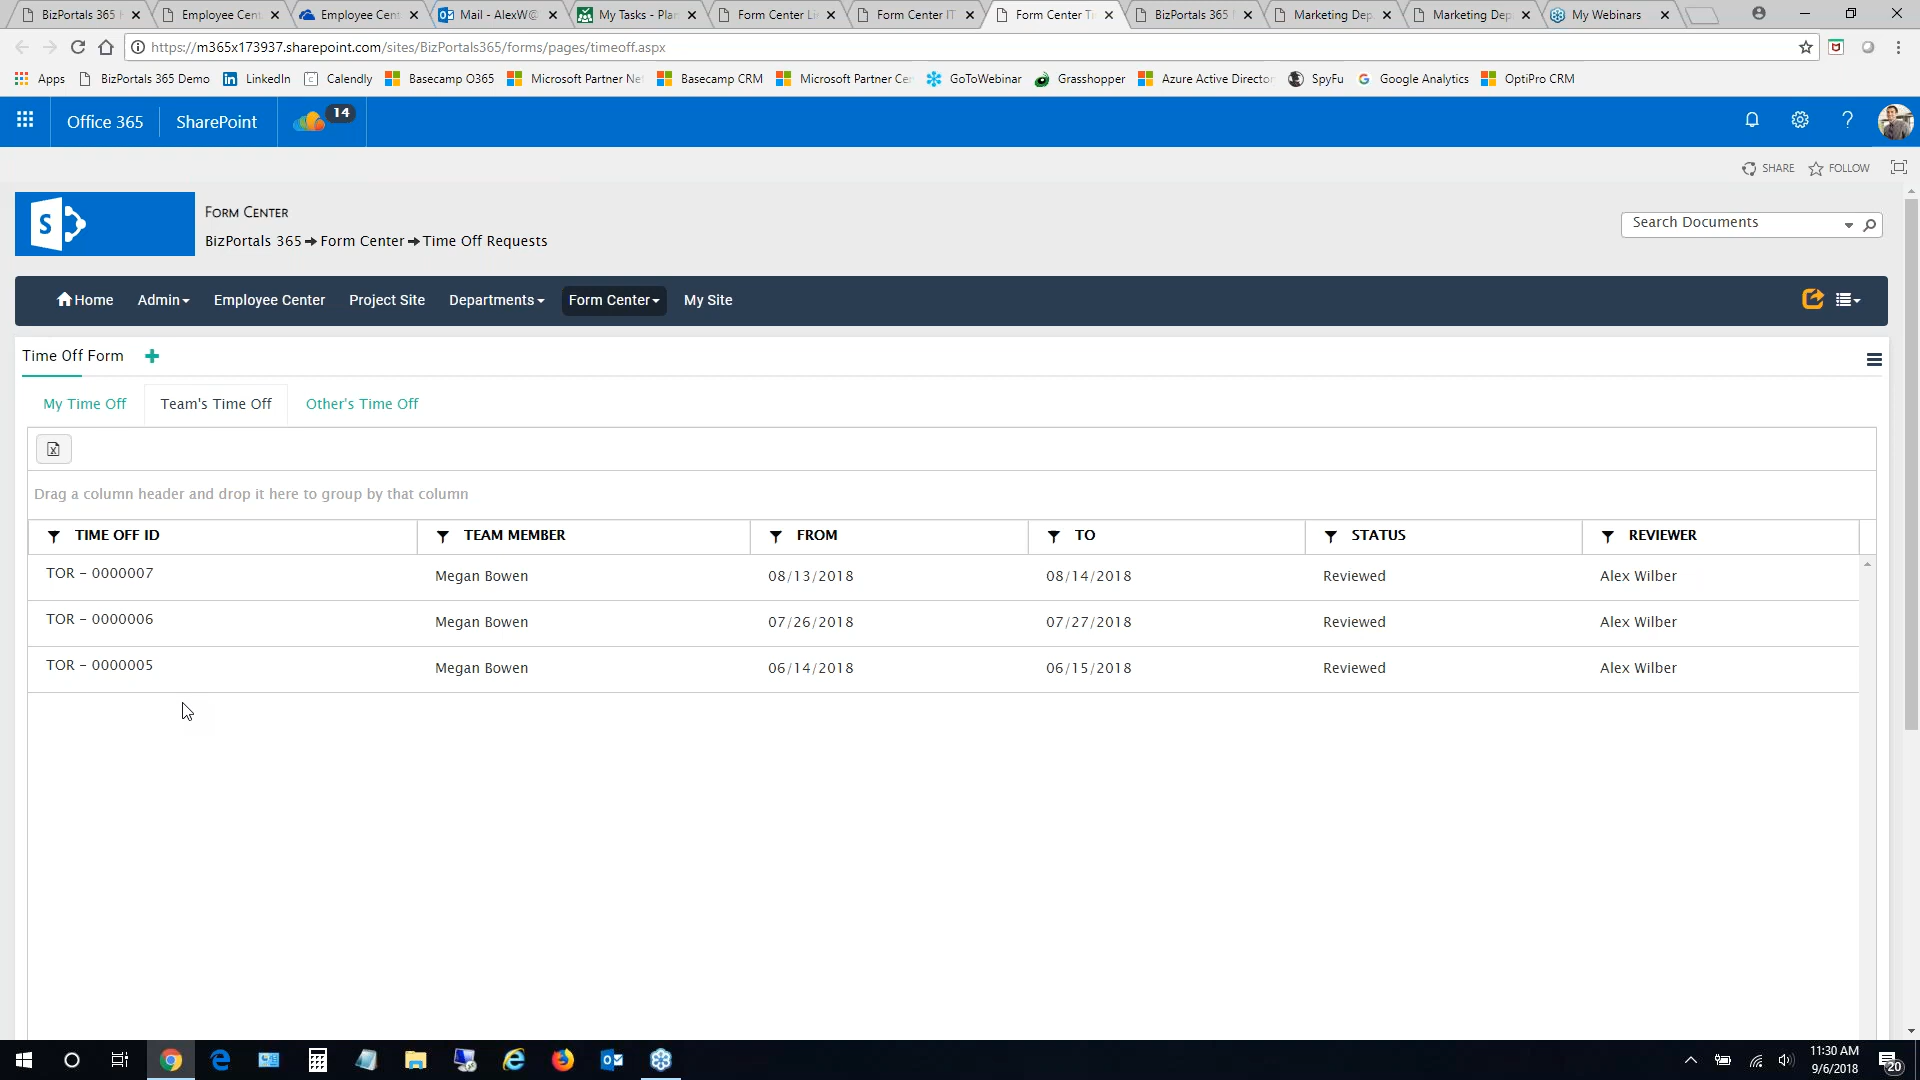 BizPortals 365
Employee Cent
Employee Cent
Mail - AlexW@
My Tasks - Plan
Form Center Li
Form Center IT
Form Center Ti
BizPortals 365
Marketing Dep
Marketing Dep
My Webinars
https://m365x173937.sharepoint.com/sites/BizPortals365/forms/pages/timeoff.aspx
Apps
BizPortals 365 Demo
LinkedIn
Calendly
Basecamp O365
Microsoft Partner Ne
Basecamp CRM
Microsoft Partner Cen
GoToWebinar
Grasshopper
Azure Active Director
SpyFu
Google Analytics
OptiPro CRM
Office 365
SharePoint
14
SHARE
FOLLOW
S
FORM CENTER
BizPortals 365 ➔ Form Center ➔ Time Off Requests
Search Documents
Home
Admin
Employee Center
Project Site
Departments
Form Center
My Site
Time Off Form
My Time Off
Team's Time Off
Other's Time Off
Drag a column header and drop it here to group by that column
TIME OFF ID TEAM MEMBER FROM TO STATUS REVIEWER
TOR - 0000007 Megan Bowen 08/13/2018 08/14/2018 Reviewed Alex Wilber
TOR - 0000006 Megan Bowen 07/26/2018 07/27/2018 Reviewed Alex Wilber
TOR - 0000005 Megan Bowen 06/14/2018 06/15/2018 Reviewed Alex Wilber
11:30 AM
9/6/2018
20